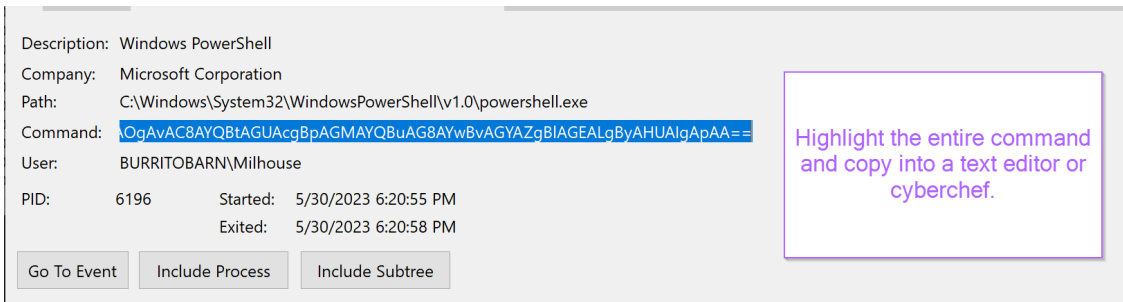 Description: Windows PowerShell
Company: Microsoft Corporation
Path: C:\Windows\System32\WindowsPowerShell\v1.0\powershell.exe
Command: \OgAvAC8AYQBtAGUAcgBpAGMAYQBuAG8AYwBvAGYAZgBlAGEALgByAHUAIgApAA==
User: BURRITOBARN\Milhouse
PID: 6196 Started: 5/30/2023 6:20:55 PM
Exited: 5/30/2023 6:20:58 PM
Go To Event Include Process Include Subtree
Highlight the entire command
and copy into a text editor or
cyberchef.